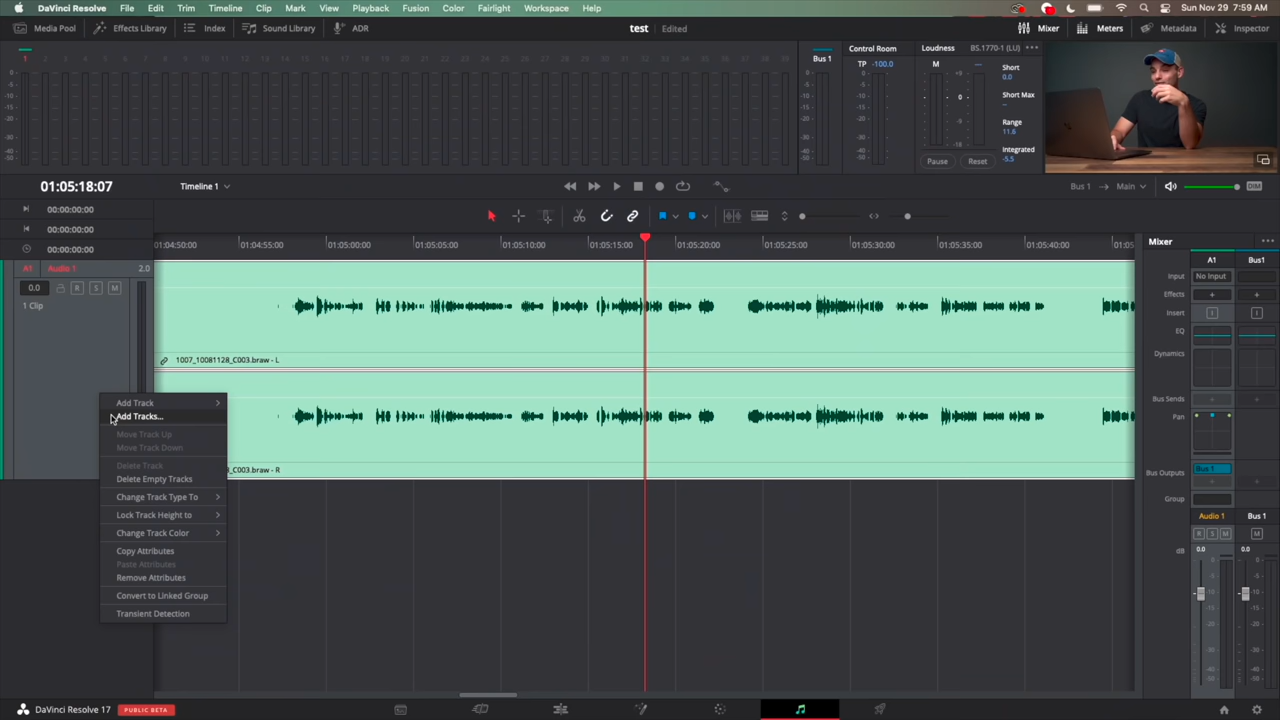 DaVinci Resolve File Edit Trim Timeline Clip Mark View Playback Fusion Color Fairlight Workspace Help Sun Nov 29 7:59 AM
Media Pool Effects Library Index Sound Library ADR test Edited Mixer Meters Metadata Inspector
Bus 1 Control Room Loudness BS.1770-1 (LU)
TP -100.0 M
Short
0.0
Short Max
Range
11.6
Integrated
-5.5
Pause Reset
01:05:18:07 Timeline 1 Bus 1 Main DIM
00:00:00:00
00:00:00:00
00:00:00:00
01:04:50:00 01:04:55:00 01:05:00:00 01:05:05:00 01:05:10:00 01:05:15:00 01:05:20:00 01:05:25:00 01:05:30:00 01:05:35:00 01:05:40:00 01:05
A1 Audio 1 2.0
0.0 R S M
1 Clip
1007_10081128_C003.braw - L
_C003.braw - R
Add Track
Add Tracks...
Move Track Up
Move Track Down
Delete Track
Delete Empty Tracks
Change Track Type To
Lock Track Height to
Change Track Color
Copy Attributes
Paste Attributes
Remove Attributes
Convert to Linked Group
Transient Detection
Mixer
A1 Bus1
Input No Input
Effects
Insert
EQ
Dynamics
Bus Sends
Pan
Bus Outputs Bus 1
Group
Audio 1 Bus 1
R S M M
dB 0.0 0.0
DaVinci Resolve 17 PUBLIC BETA